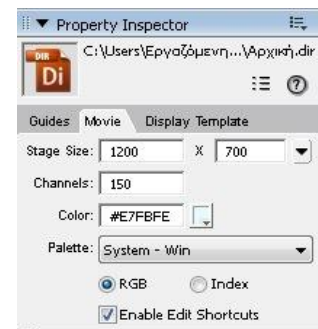 Property Inspector
DIR
Di
C:\Users\Εργαζόμενη...\Αρχική.dir
Guides Movie Display Template
Stage Size: 1200 X 700
Channels: 150
Color: #E7FBFE
Palette: System - Win
RGB Index
Enable Edit Shortcuts